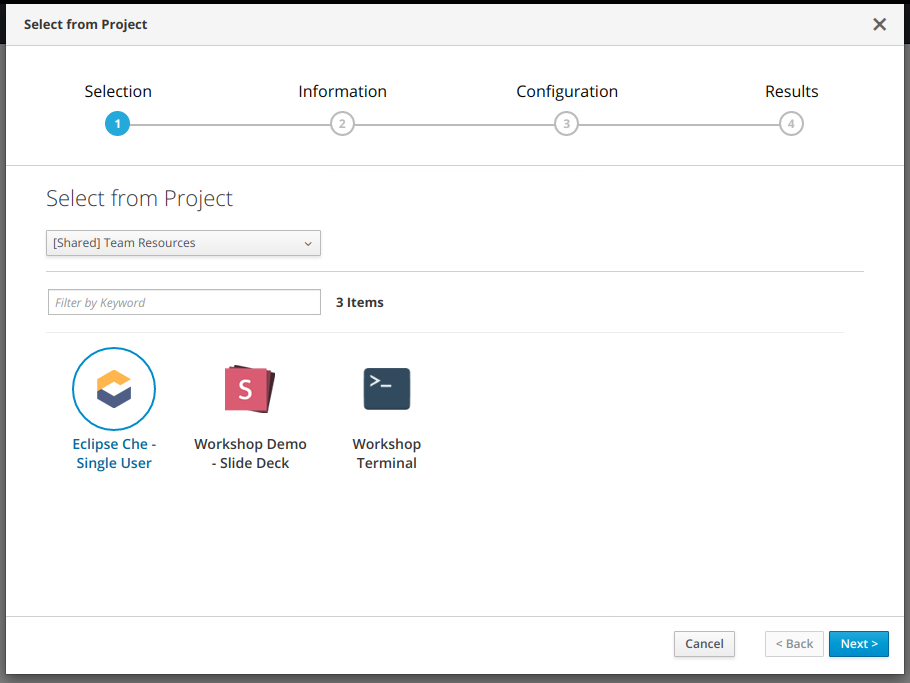 Select from Project
Selection Information Configuration Results
1 2 3 4
Select from Project
[Shared] Team Resources
Filter by Keyword 3 Items
S >_
Eclipse Che - Workshop Demo Workshop
Single User - Slide Deck Terminal
Cancel < Back Next >